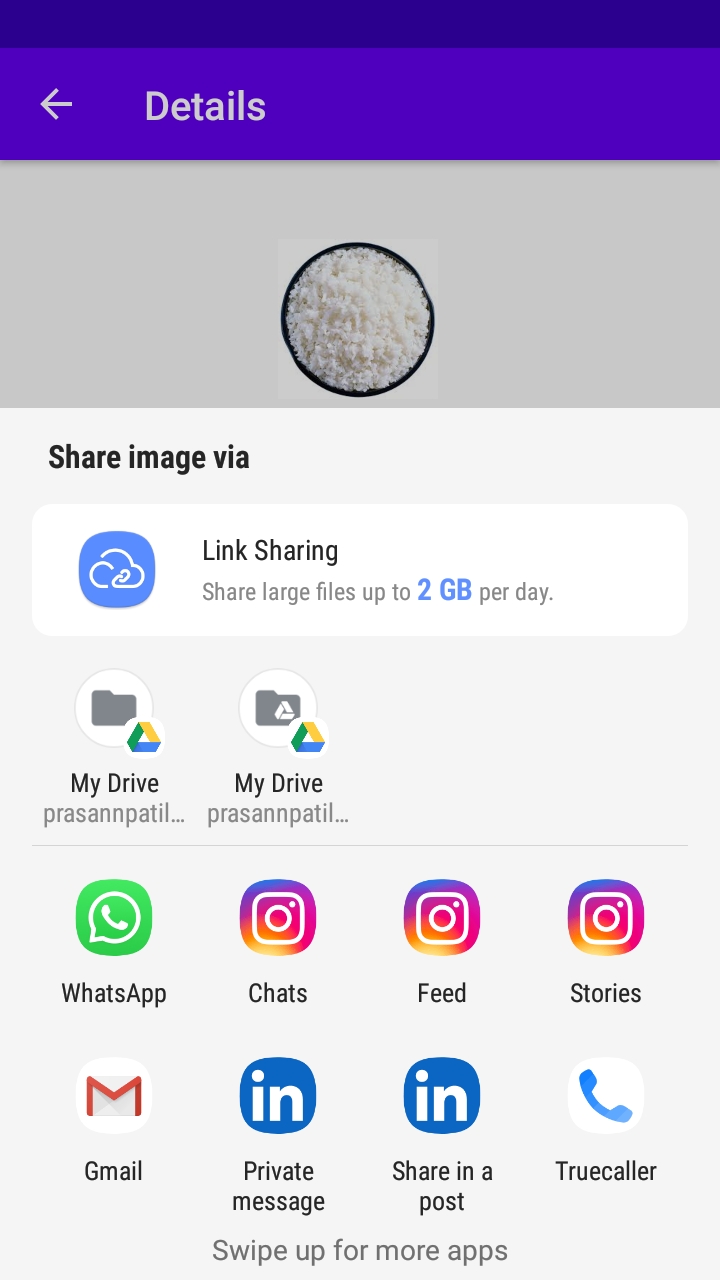 Details
Share image via
Link Sharing
Share large files up to 2 GB per day.
My Drive
prasannpatil...
My Drive
prasannpatil...
WhatsApp
Chats
Feed
Stories
Gmail
Private
message
Share in a
post
Truecaller
Swipe up for more apps